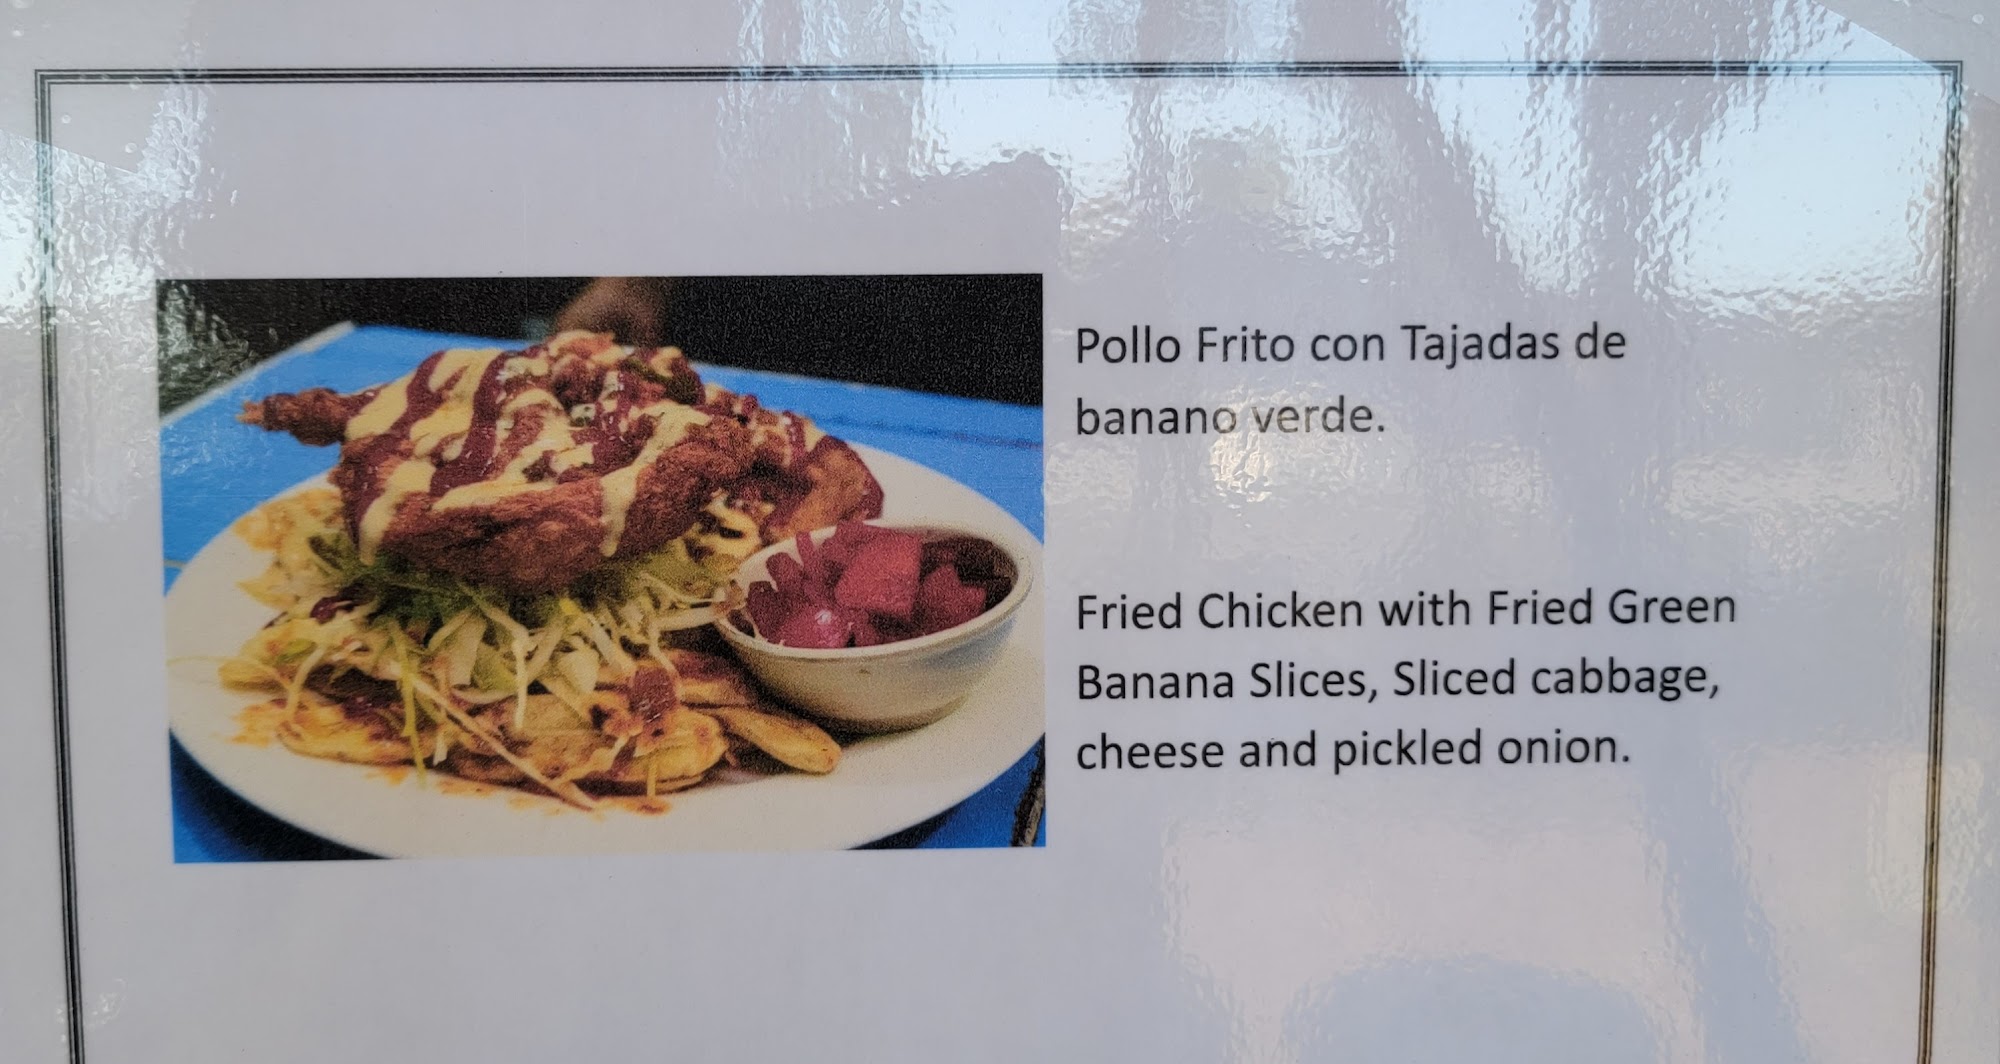 Pollo Frito con Tajadas de
banano verde.
Fried Chicken with Fried Green
Banana Slices, Sliced cabbage,
cheese and pickled onion.